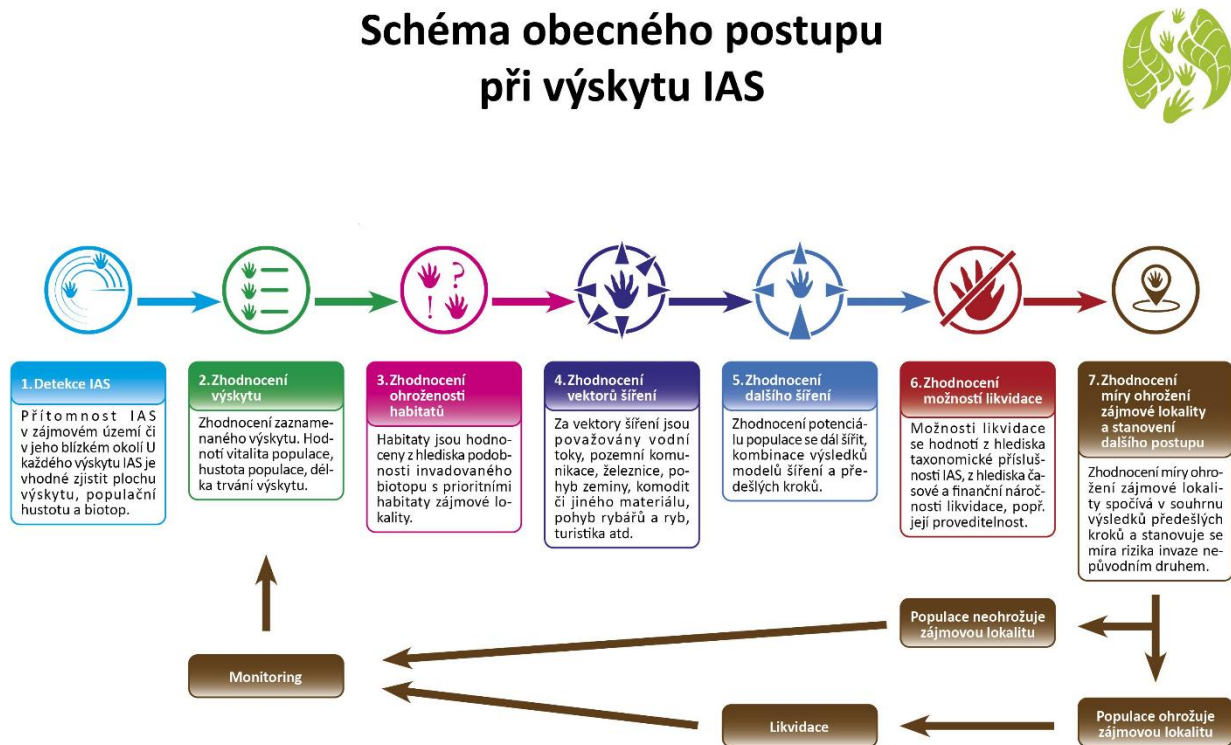 Schéma obecného postupu
při výskytu IAS
1. Detekce IAS
Přítomnost IAS
v zájmovém území či
v jeho blízkém okolí U
každého výskytu IAS je
vhodné zjistit plochu
výskytu, populační
hustotu a biotop.
2. Zhodnocení
výskytu
Zhodnocení zazname-
naného výskytu. Hod-
notí vitalita populace,
hustota populace, dél-
ka trvání výskytu.
3. Zhodnocení
ohroženosti
habitatů
Habitaty jsou hodno-
ceny z hlediska podob-
nosti invadovaného
biotopu s prioritními
habitaty zájmové lo-
kality.
4. Zhodnocení
vektorů šíření
Za vektory šíření jsou
považovány vodní
toky, pozemní komu-
nikace, železnice, po-
hyb zeminy, komodit
či jiného materiálu,
pohyb rybářů a ryb,
turistika atd.
5. Zhodnocení
dalšího šíření
Zhodnocení potenciá-
lu populace se dál šířit,
kombinace výsledků
modelů šíření a pře-
dešlých kroků.
6. Zhodnocení
možností likvidace
Možnosti likvidace
se hodnotí z hlediska
taxonomické přísluš-
nosti IAS, z hlediska ča-
sové a finanční nároč-
nosti likvidace, popř.
její proveditelnost.
7. Zhodnocení
míry ohrožení
zájmové lokality
a stanovení
dalšího postupu
Zhodnocení míry ohro-
žení zájmové lokali-
ty spočívá v souhrnu
výsledků předešlých
kroků a stanovuje se
míra rizika invaze ne-
původním druhem.
Populace neohrožuje
zájmovou lokalitu
Monitoring
Likvidace
Populace ohrožuje
zájmovou lokalitu